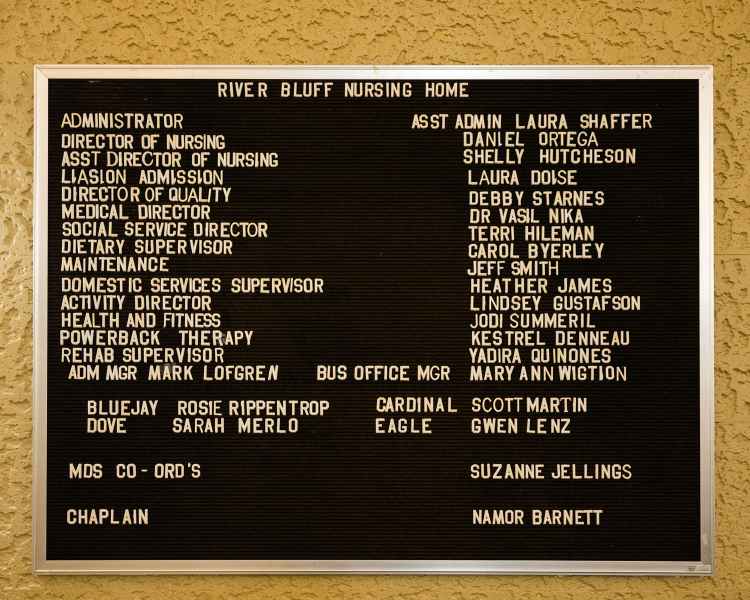 RIVER BLUFF NURSING HOME
ADMINISTRATOR ASST ADMIN LAURA SHAFFER
DIRECTOR OF NURSING DANIEL ORTEGA
ASST DIRECTOR OF NURSING SHELLY HUTCHESON
LIASION ADMISSION LAURA DOISE
DIRECTOR OF QUALITY DEBBY STARNES
MEDICAL DIRECTOR DR VASIL NIKA
SOCIAL SERVICE DIRECTOR TERRI HILEMAN
DIETARY SUPERVISOR CAROL BYERLEY
MAINTENANCE JEFF SMITH
DOMESTIC SERVICES SUPERVISOR HEATHER JAMES
ACTIVITY DIRECTOR LINDSEY GUSTAFSON
HEALTH AND FITNESS JODI SUMMERIL
POWERBACK THERAPY KESTREL DENNEAU
REHAB SUPERVISOR YADIRA QUINONES
ADM MGR MARK LOFGREN BUS OFFICE MGR MARY ANN WIGTION
BLUEJAY ROSIE RIPPENTROP CARDINAL SCOTT MARTIN
DOVE SARAH MERLO EAGLE GWEN LENZ
MDS CO-ORD'S SUZANNE JELLINGS
CHAPLAIN NAMOR BARNETT